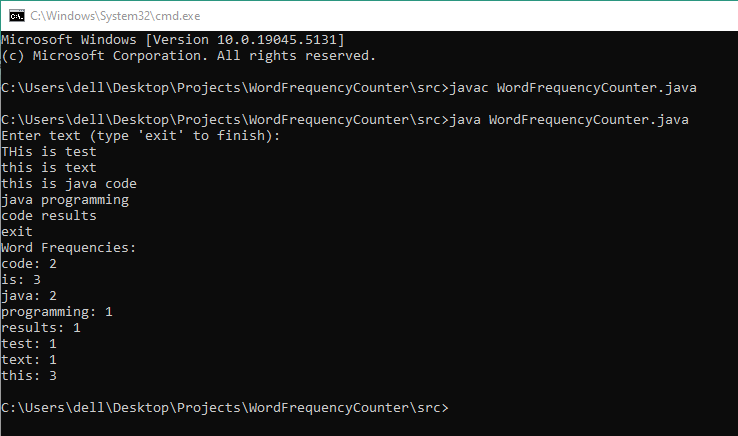 C:\Windows\System32\cmd.exe
Microsoft Windows [Version 10.0.19045.5131]
(c) Microsoft Corporation. All rights reserved.
C:\Users\dell\Desktop\Projects\WordFrequencyCounter\src>javac WordFrequencyCounter.java
C:\Users\dell\Desktop\Projects\WordFrequencyCounter\src>java WordFrequencyCounter.java
Enter text (type 'exit' to finish):
THis is test
this is text
this is java code
java programming
code results
exit
Word Frequencies:
code: 2
is: 3
java: 2
programming: 1
results: 1
test: 1
text: 1
this: 3
C:\Users\dell\Desktop\Projects\WordFrequencyCounter\src>